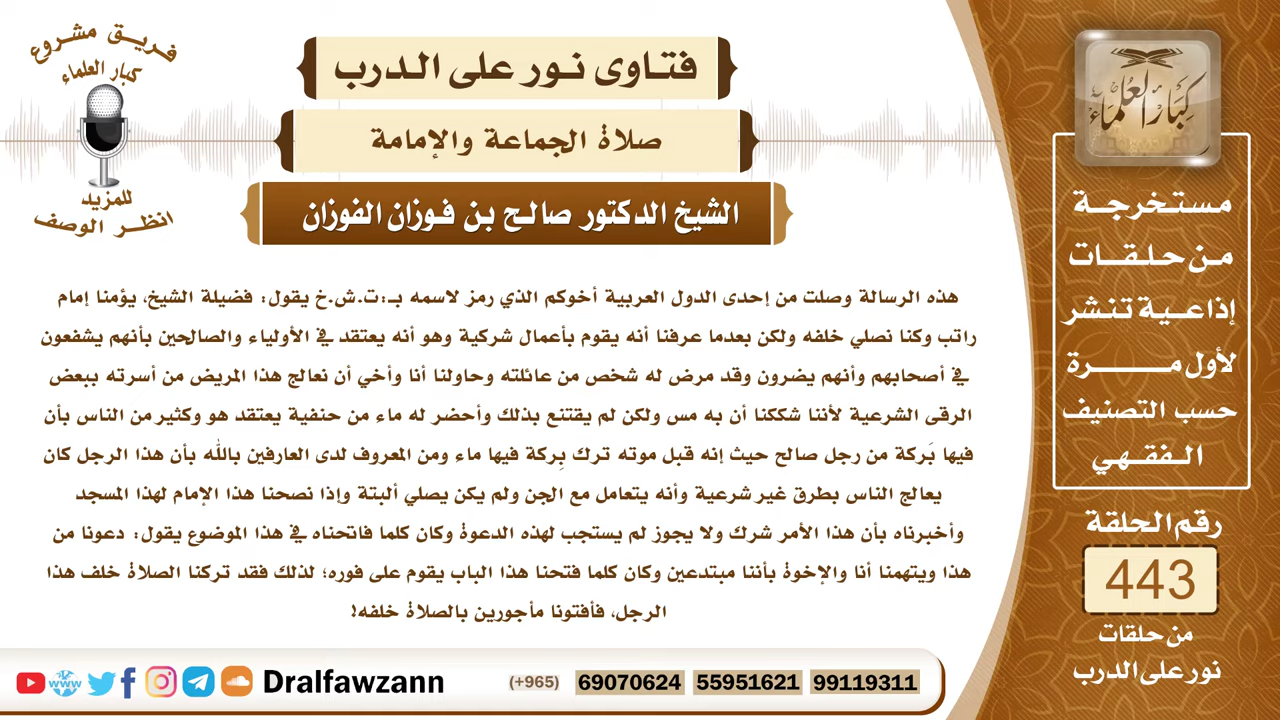 فريق مشروع
كبار العلماء
للمزيد
انظر الوصف
فتاوى نور على الدرب
صلاة الجماعة والإمامة
الشيخ الدكتور صالح بن فوزان الفوزان
هذه الرسالة وصلت من إحدى الدول العربية أخوكم الذي رمز لاسمه بـ:ت.ش.خ يقول: فضيلة الشيخ، يؤمنا إمام
راتب وكنا نصلي خلفه ولكن بعدما عرفنا أنه يقوم بأعمال شركية وهو أنه يعتقد في الأولياء والصالحين بأنهم يشفعون
في أصحابهم وأنهم يضرون وقد مرض له شخص من عائلته وحاولنا أنا وأخي أن نعالج هذا المريض من أسرته ببعض
الرقى الشرعية لأننا شككنا أن به مس ولكن لم يقتنع بذلك وأحضر له ماء من حنفية يعتقد هو وكثير من الناس بأن
فيها بَركة من رجل صالح حيث إنه قبل موته ترك بِركة فيها ماء ومن المعروف لدى العارفين بالله بأن هذا الرجل كان
يعالج الناس بطرق غير شرعية وأنه يتعامل مع الجن ولم يكن يصلي ألبتة وإذا نصحنا هذا الإمام لهذا المسجد
وأخبرناه بأن هذا الأمر شرك ولا يجوز لم يستجب لهذه الدعوة وكان كلما فاتحناه في هذا الموضوع يقول: دعونا من
هذا ويتهمنا أنا والإخوة بأننا مبتدعين وكان كلما فتحنا هذا الباب يقوم على فوره؛ لذلك فقد تركنا الصلاة خلف هذا
الرجل، فأفتونا مأجورين بالصلاة خلفه!
كبار العلماء
مستخرجة
من حلقات
إذاعية تنشر
لأول مرة
حسب التصنيف
الفقهي
رقم الحلقة
443
من حلقات
نور على الدرب
www
Dralfawzann
(+965)
69070624
55951621
99119311